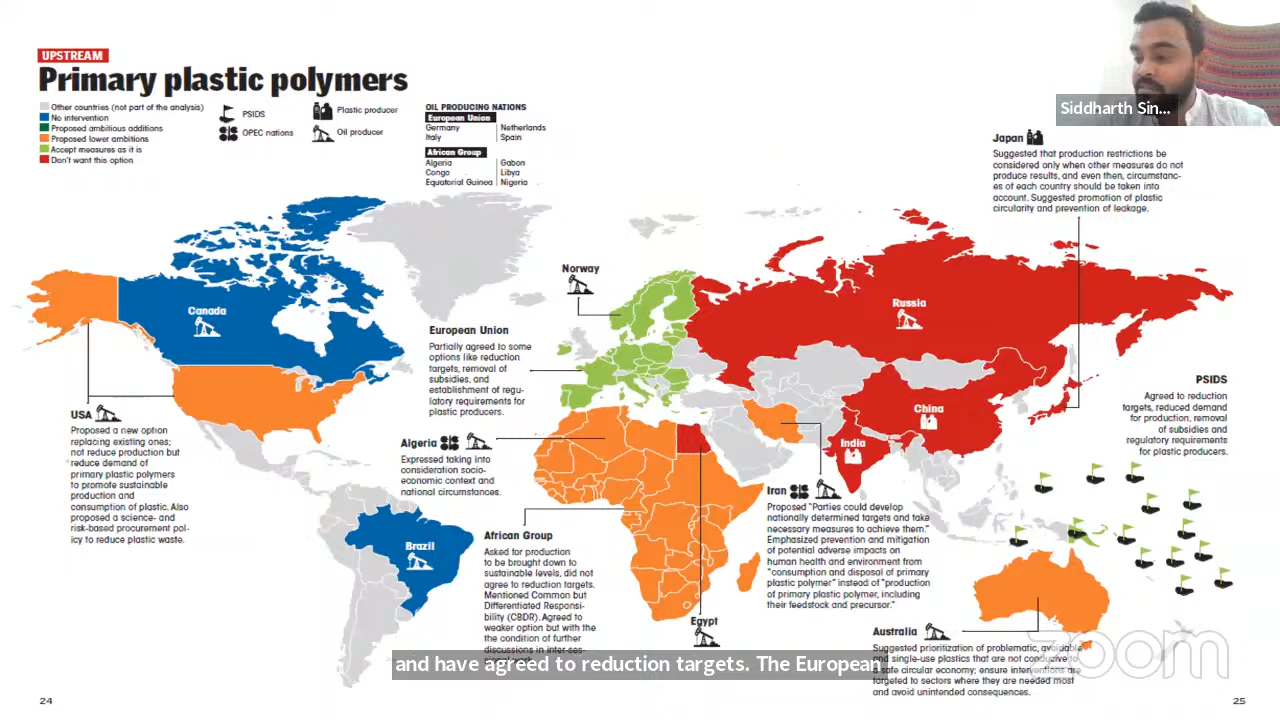 UPSTREAM
Primary plastic polymers
Other countries (not part of the analysis)
No intervention
Proposed ambitious additions
Proposed lower ambitions
Accept measures as it is
Don't want this option
PSIDS
OPEC nations
Plastic producer
Oil producer
OIL PRODUCING NATIONS
European Union
Germany Netherlands
Italy Spain
African Group
Algeria Gabon
Congo Libya
Equatorial Guinea Nigeria
Siddharth Sin...
Japan
Suggested that production restrictions be
considered only when other measures do not
produce results, and even then, circumstanc-
es of each country should be taken into
account. Suggested promotion of plastic
circularity and prevention of leakage.
Norway
Canada
Russia
European Union
Partially agreed to some
options like reduction
targets, removal of
subsidies, and
establishment of regu-
latory requirements for
plastic producers.
PSIDS
Agreed to reduction
targets, reduced demand
for production, removal
of subsidies and
regulatory requirements
for plastic producers.
China
India
USA
Proposed a new option
replacing existing ones;
not reduce production but
reduce demand of
primary plastic polymers
to promote sustainable
production and
consumption of plastic. Also
proposed a science- and
risk-based procurement pol-
icy to reduce plastic waste.
Algeria
Expressed taking into
consideration socio-
economic context and
national circumstances.
Iran
Proposed "Parties could develop
nationally determined targets and take
necessary measures to achieve them."
Emphasized prevention and mitigation
of potential adverse impacts on
human health and environment from
"consumption and disposal of primary
plastic polymer" instead of "production
of primary plastic polymer, including
their feedstock and precursor."
Brazil
African Group
Asked for production
to be brought down to
sustainable levels, did not
agree to reduction targets.
Mentioned Common but
Differentiated Responsi-
bility (CBDR). Agreed to
weaker option but with the
the condition of further
discussions in inter-ses-
Egypt
Australia
Suggested prioritization of problematic, avoidable
and single-use plastics that are not conducive to
a safe circular economy; ensure interventions are
targeted to sectors where they are needed most
and avoid unintended consequences.
and have agreed to reduction targets. The European
zoom
24
25